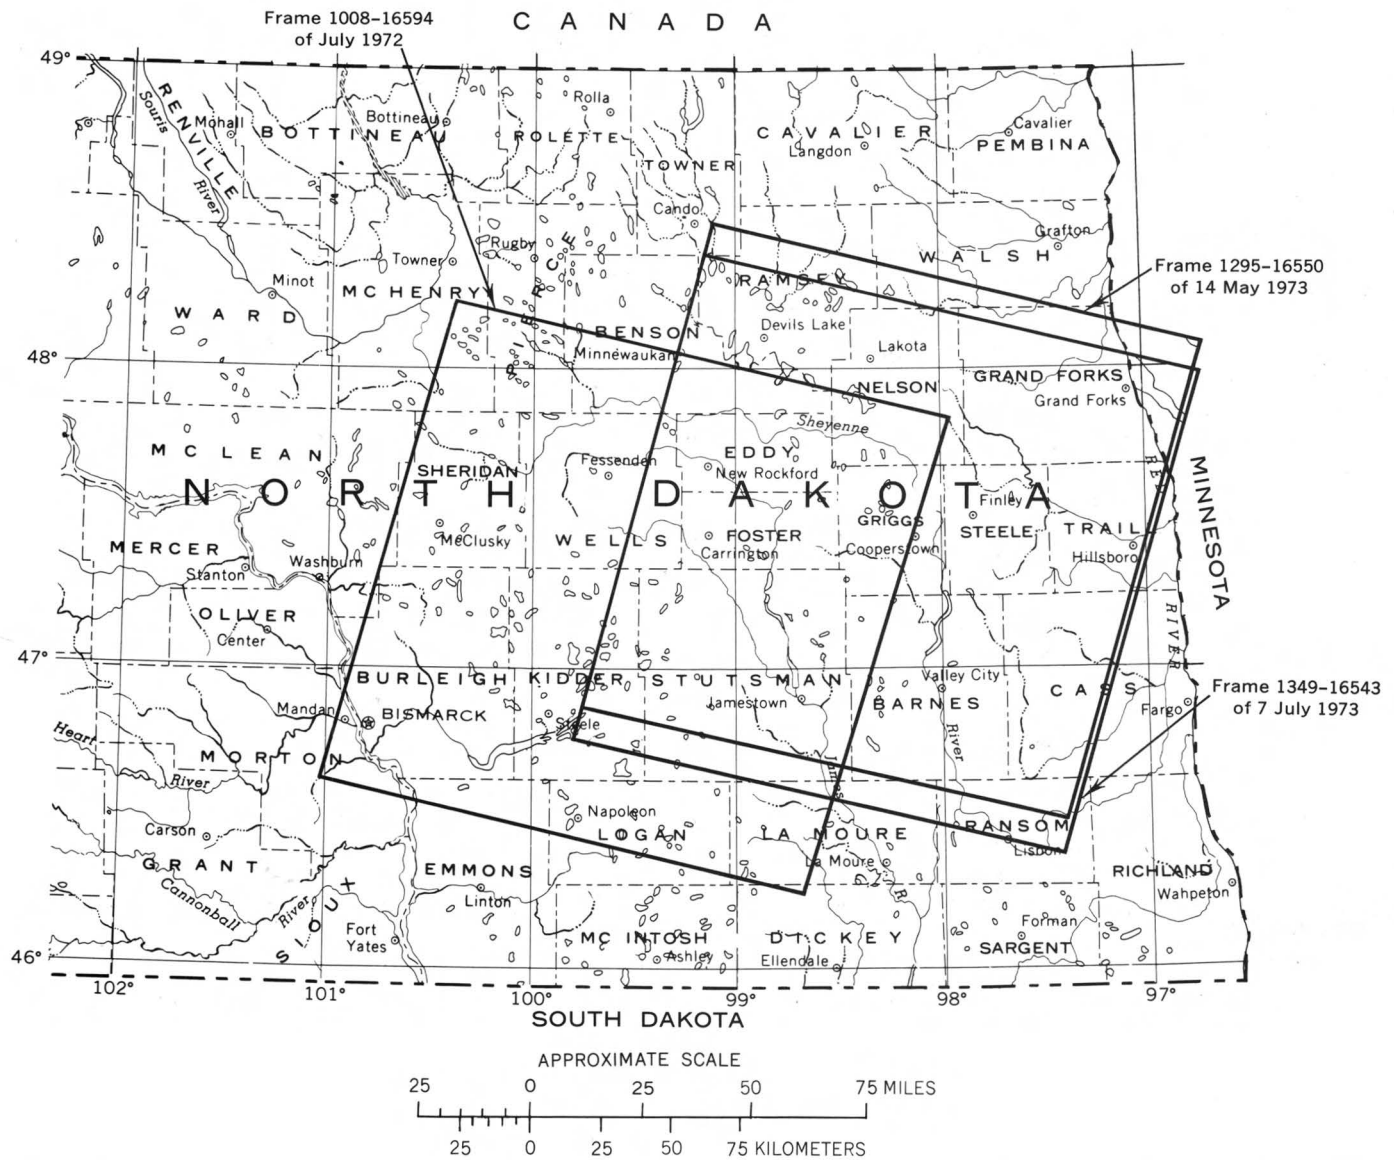 Frame 1008–16594
of July 1972
CANADA
49°
RENVILLE
Souris
River
Mohall
Bottineau
BOTTINEAU
Rolla
ROLETTE
TOWNER
Cando
CAVALIER
Langdon
Cavalier
PEMBINA
Grafton
WALSH
Rugby
Towner
PIERCE
Minot
MC HENRY
WARD
RAMSEY
Devils Lake
Frame 1295–16550
of 14 May 1973
BENSON
Minnewaukan
Lakota
48°
NELSON
GRAND FORKS
Grand Forks
Sheyenne
MCLEAN
SHERIDAN
Fessenden
EDDY
New Rockford
RE
MINNESOTA
NORTH DAKOTA
Finley
GRIGGS
STEELE
TRAIL
Hillsboro
McClusky
WELLS
FOSTER
Carrington
Cooperstown
MERCER
Stanton
Washburn
OLIVER
Center
RIVER
47°
BURLEIGH
KIDDER
STUTSMAN
Jamestown
Valley City
BARNES
CASS
Fargo
Frame 1349–16543
of 7 July 1973
Mandan
BISMARCK
Steele
Heart
River
MORTON
James
River
Napoleon
LOGAN
LA MOURE
La Moure
R
RANSOM
Lisbon
Carson
GRANT
Cannonball
River
SIOUX
EMMONS
Linton
RICHLAND
Wahpeton
Fort
Yates
MC INTOSH
Ashley
DICKEY
Ellendale
Forman
SARGENT
46°
102°
101°
100°
99°
98°
97°
SOUTH DAKOTA
APPROXIMATE SCALE
25 0 25 50 75 MILES
25 0 25 50 75 KILOMETERS